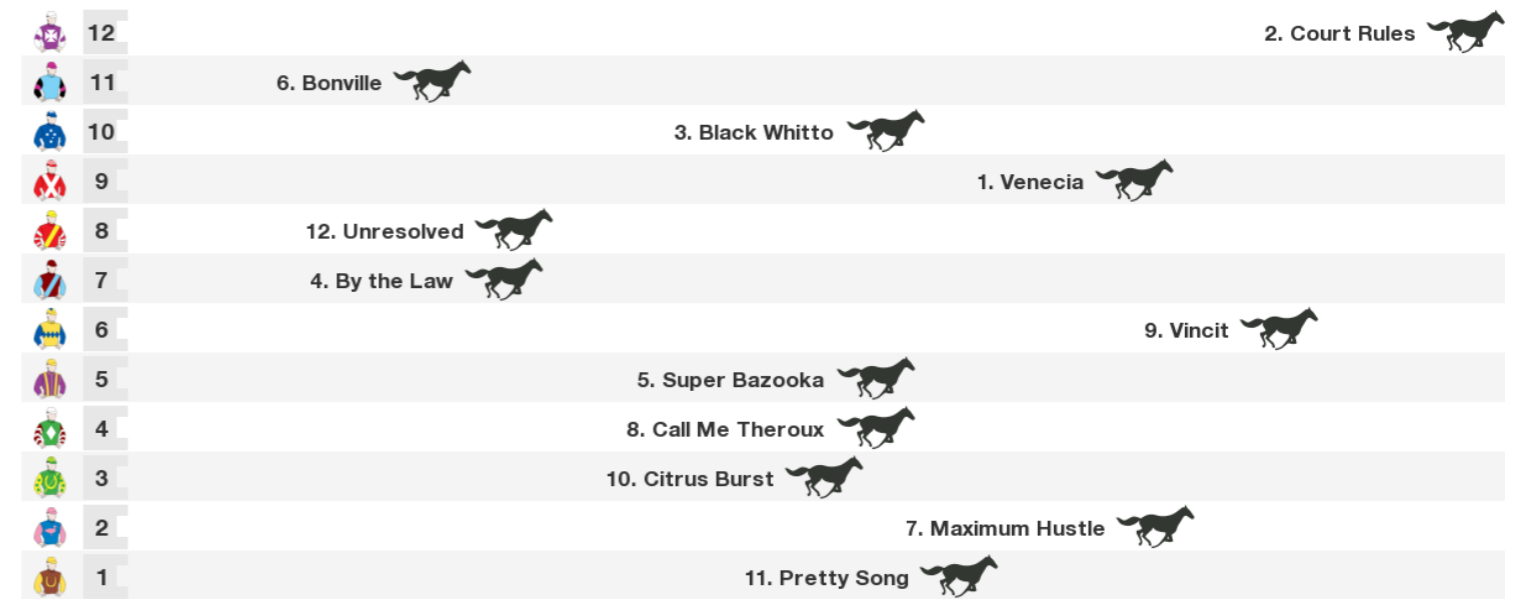 12 2. Court Rules
11 6. Bonville
10 3. Black Whitto
9 1. Venecia
8 12. Unresolved
7 4. By the Law
6 9. Vincit
5 5. Super Bazooka
4 8. Call Me Theroux
3 10. Citrus Burst
2 7. Maximum Hustle
1 11. Pretty Song